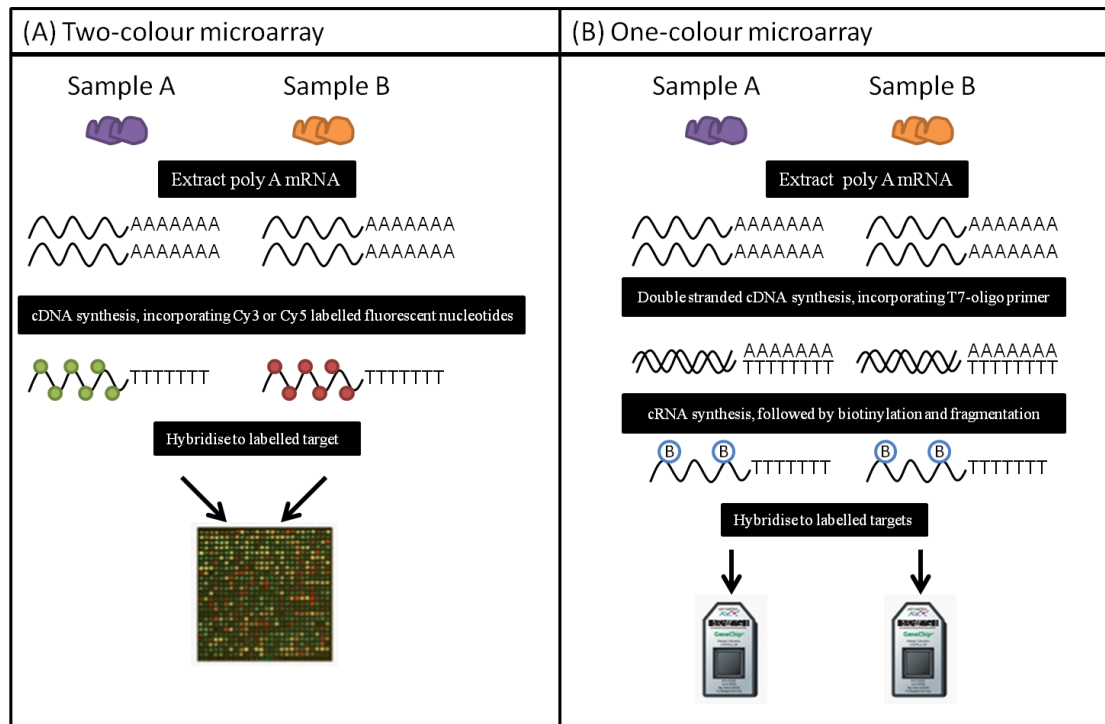 (A) Two-colour microarray
Sample A
Sample B
Extract poly A mRNA
AAAAAAA
AAAAAAA
AAAAAAA
AAAAAAA
cDNA synthesis, incorporating Cy3 or Cy5 labelled fluorescent nucleotides
TTTTTTT
TTTTTTT
Hybridise to labelled target
(B) One-colour microarray
Sample A
Sample B
Extract poly A mRNA
AAAAAAA
AAAAAAA
AAAAAAA
AAAAAAA
Double stranded cDNA synthesis, incorporating T7-oligo primer
AAAAAAA
TTTTTTT
AAAAAAA
TTTTTTT
cRNA synthesis, followed by biotinylation and fragmentation
B
B
TTTTTTT
B
B
TTTTTTT
Hybridise to labelled targets
GeneChip
GeneChip